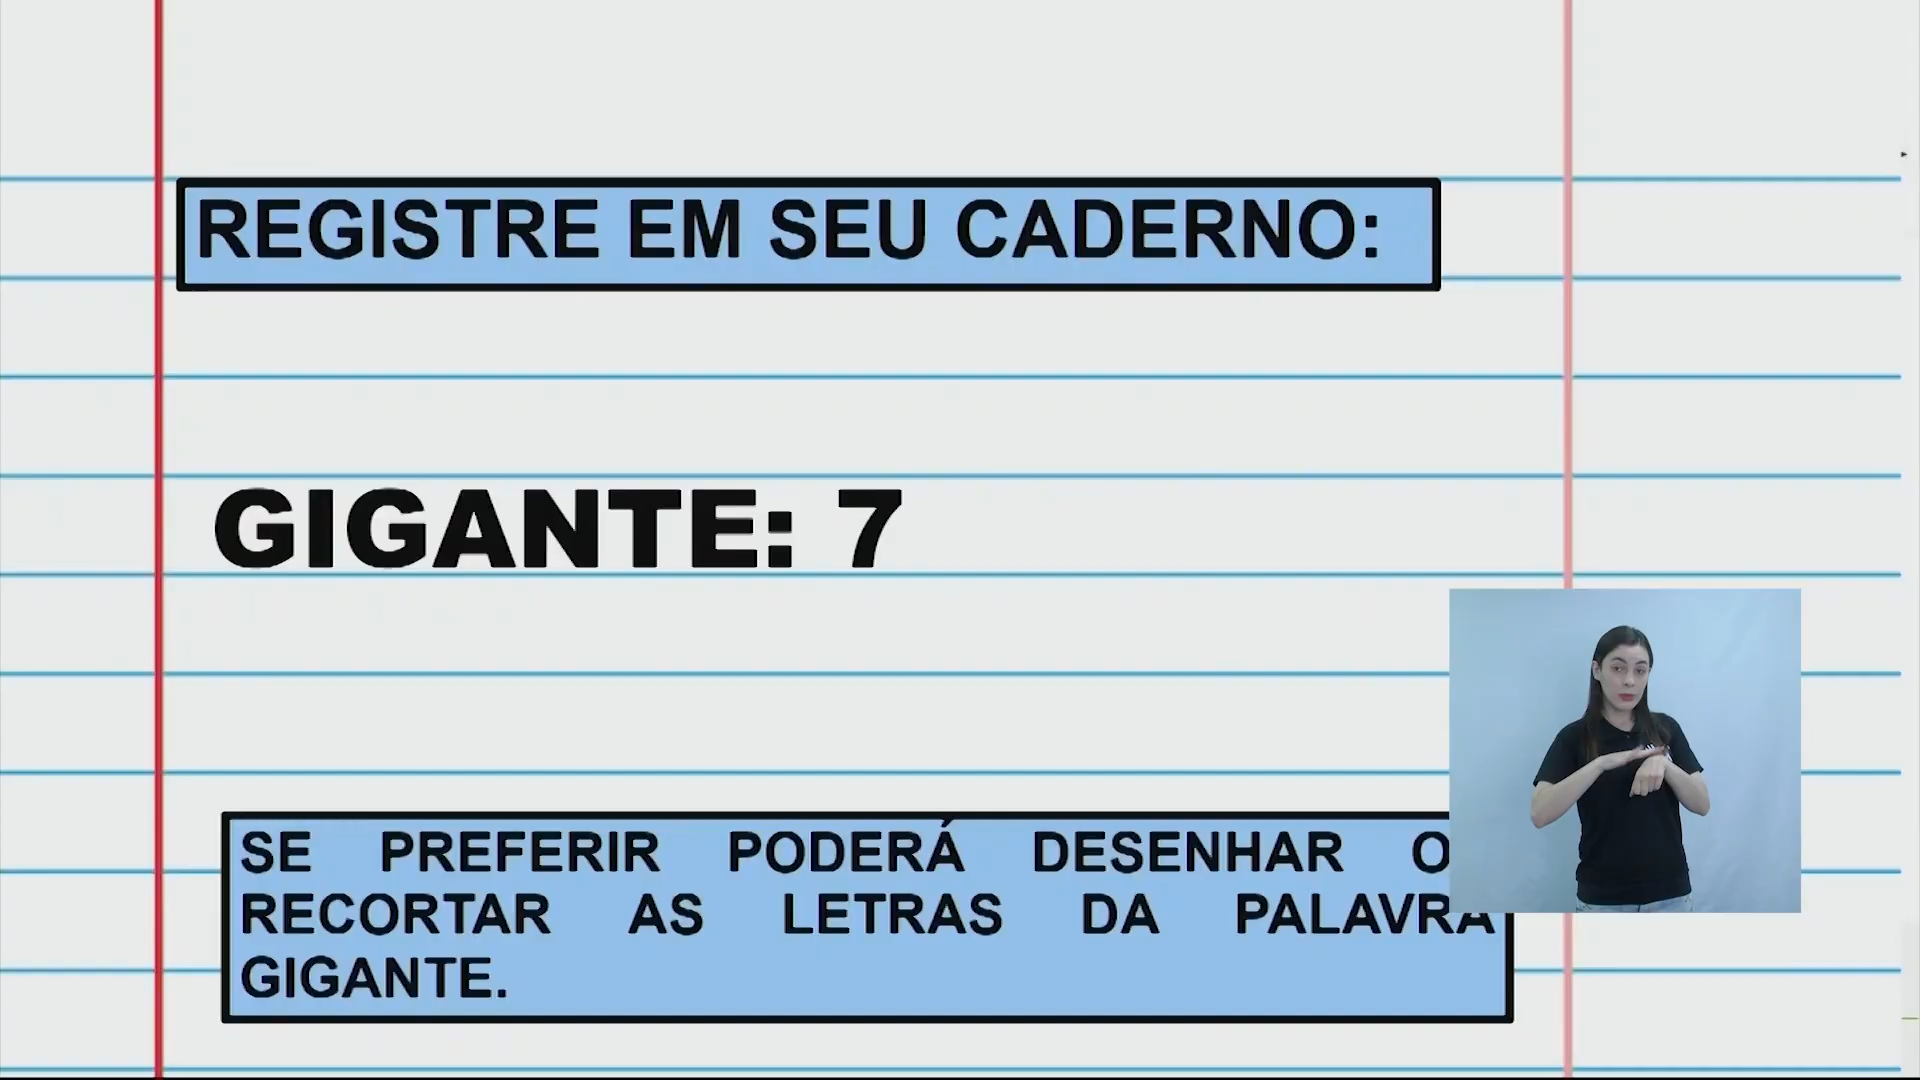 REGISTRE EM SEU CADERNO:
GIGANTE: 7
SE PREFERIR PODERÁ DESENHAR
RECORTAR AS LETRAS DA PALAVRA
GIGANTE.